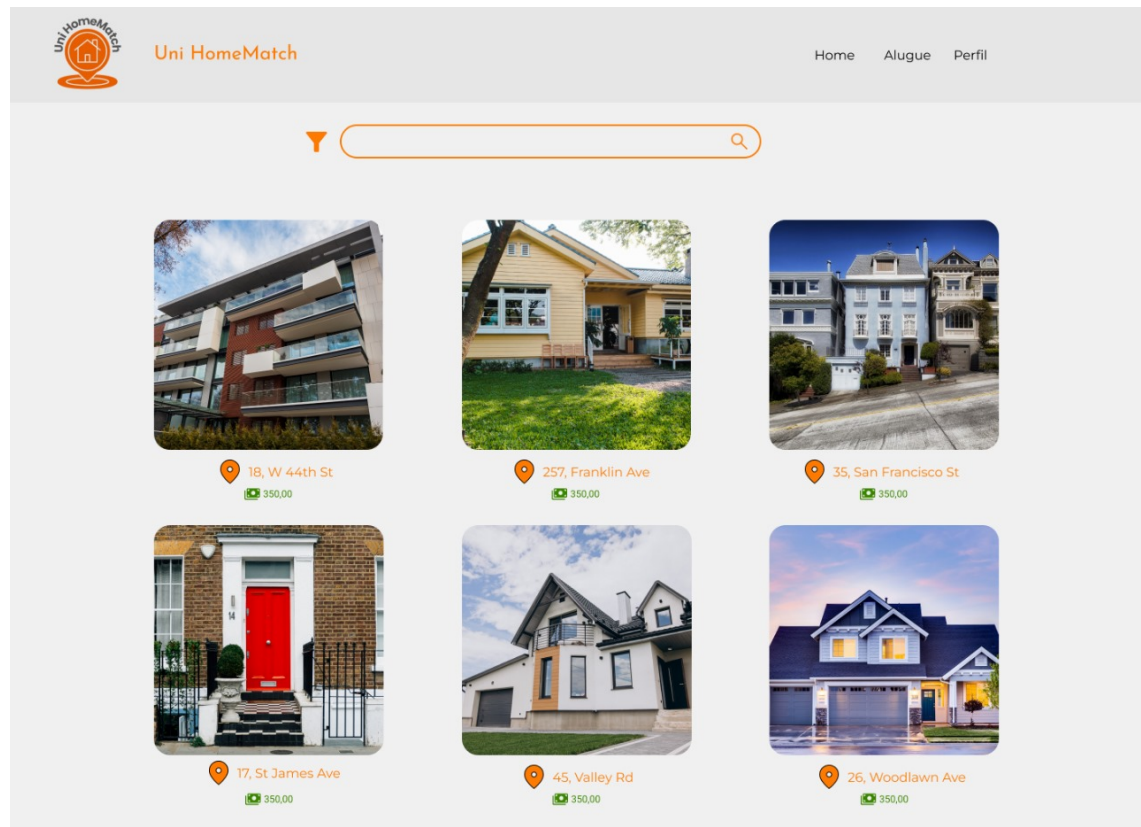 Uni HomeMatch
Uni HomeMatch
Home Alugue Perfil
18, W 44th St
257, Franklin Ave
35, San Francisco St
350,00
350,00
350,00
14
17, St James Ave
45, Valley Rd
26, Woodlawn Ave
350,00
350,00
350,00